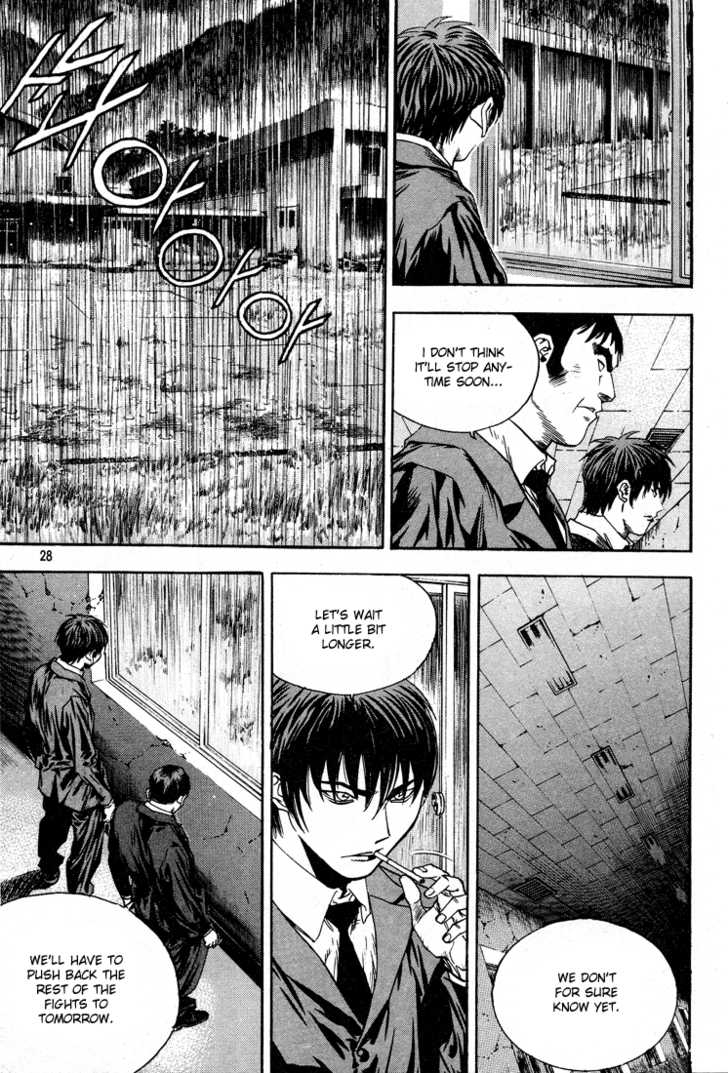 쏴아아아
I DON'T THINK
IT'LL STOP ANY-
TIME SOON...
28
WE'LL HAVE TO
PUSH BACK THE
REST OF THE
FIGHTS TO
TOMORROW.
LET'S WAIT
A LITTLE BIT
LONGER.
WE DON'T
FOR SURE
KNOW YET.